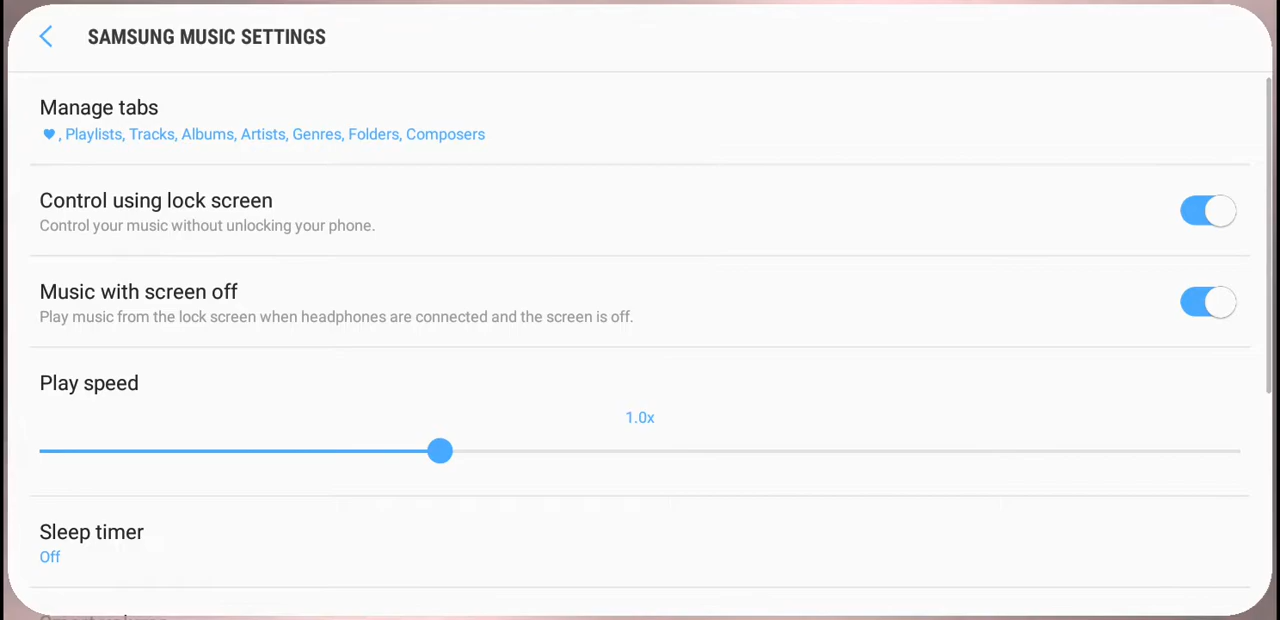 SAMSUNG MUSIC SETTINGS
Manage tabs
♥, Playlists, Tracks, Albums, Artists, Genres, Folders, Composers
Control using lock screen
Control your music without unlocking your phone.
Music with screen off
Play music from the lock screen when headphones are connected and the screen is off.
Play speed
1.0x
Sleep timer
Off